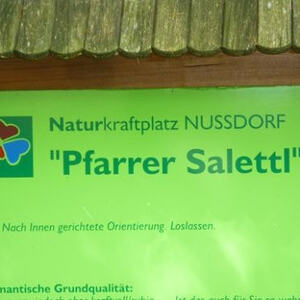 Naturkraftplatz NUSSDORF
"Pfarrer Salettl"
Nach Innen gerichtete Orientierung. Loslassen.
mantische Grundqualität: